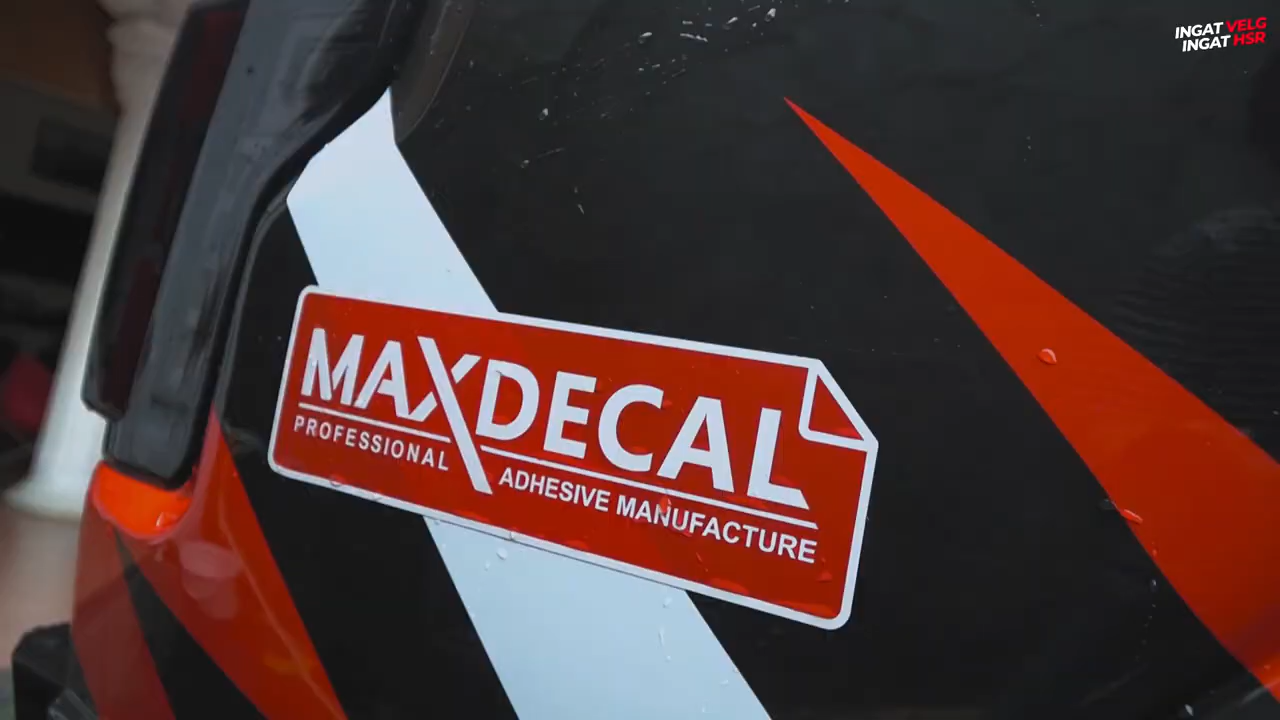 INGAT VELG
INGAT HSR
MAXDECAL
PROFESSIONAL
ADHESIVE MANUFACTURE